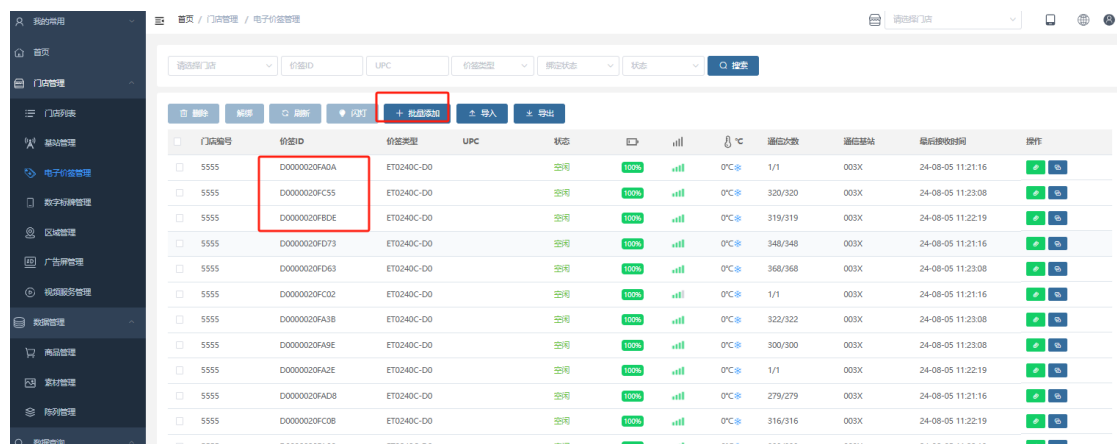 我的常用
首页 / 门店管理 / 电子价签管理
请选择门店
首页
门店管理
请选择门店 价签ID UPC 价签类型 绑定状态 状态 搜索
门店列表
删除 解绑 刷新 闪灯 + 批量添加 导入 导出
基站管理
门店编号 价签ID 价签类型 UPC 状态 ℃ 通信次数 通信基站 最后接收时间 操作
5555 D0000020FA0A ET0240C-D0 空闲 100% 0℃ 1/1 003X 24-08-05 11:21:16
电子价签管理
5555 D0000020FC55 ET0240C-D0 空闲 100% 0℃ 320/320 003X 24-08-05 11:23:08
数字标牌管理
5555 D0000020FBDE ET0240C-D0 空闲 100% 0℃ 319/319 003X 24-08-05 11:22:19
区域管理
5555 D0000020FD73 ET0240C-D0 空闲 100% 0℃ 348/348 003X 24-08-05 11:21:16
广告屏管理
5555 D0000020FD63 ET0240C-D0 空闲 100% 0℃ 368/368 003X 24-08-05 11:23:08
视频服务管理
5555 D0000020FC02 ET0240C-D0 空闲 100% 0℃ 1/1 003X 24-08-05 11:21:16
数据管理
5555 D0000020FA3B ET0240C-D0 空闲 100% 0℃ 322/322 003X 24-08-05 11:23:08
商品管理
5555 D0000020FA9E ET0240C-D0 空闲 100% 0℃ 300/300 003X 24-08-05 11:23:08
5555 D0000020FA2E ET0240C-D0 空闲 100% 0℃ 1/1 003X 24-08-05 11:22:19
素材管理
5555 D0000020FAD8 ET0240C-D0 空闲 100% 0℃ 279/279 003X 24-08-05 11:21:16
陈列管理
5555 D0000020FC0B ET0240C-D0 空闲 100% 0℃ 316/316 003X 24-08-05 11:22:19
数据查询